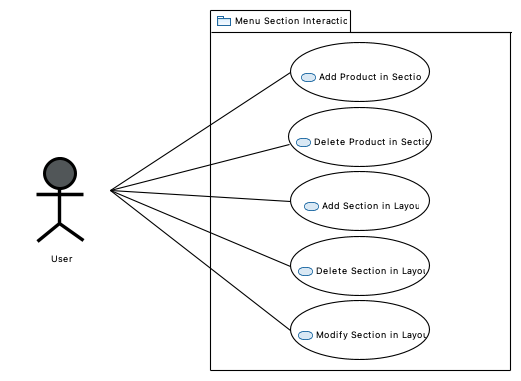 Menu Section Interactic
Add Product in Sectio
Delete Product in Sectic
Add Section in Layou
Delete Section in Layou
Modify Section in Layou
User